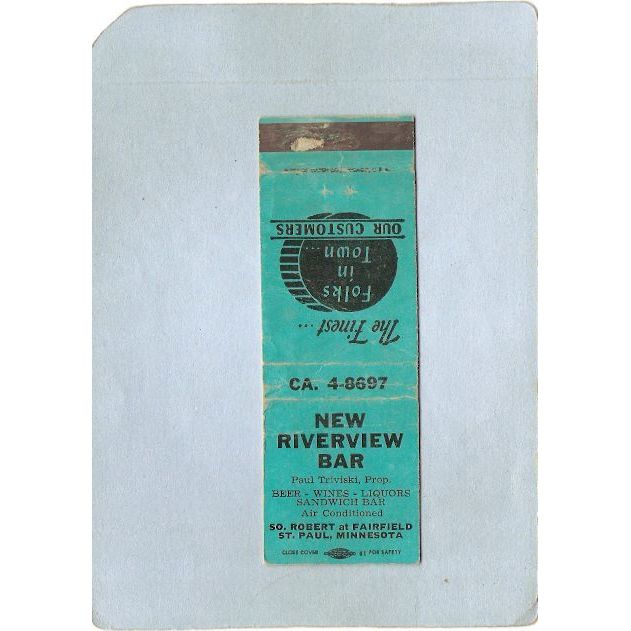 The Finest...
Folks
in
Town...
OUR CUSTOMERS
CA. 4-8697
NEW
RIVERVIEW
BAR
Paul Triviski, Prop.
BEER - WINES - LIQUORS
SANDWICH BAR
Air Conditioned
SO. ROBERT at FAIRFIELD
ST. PAUL, MINNESOTA
CLOSE COVER FOR SAFETY